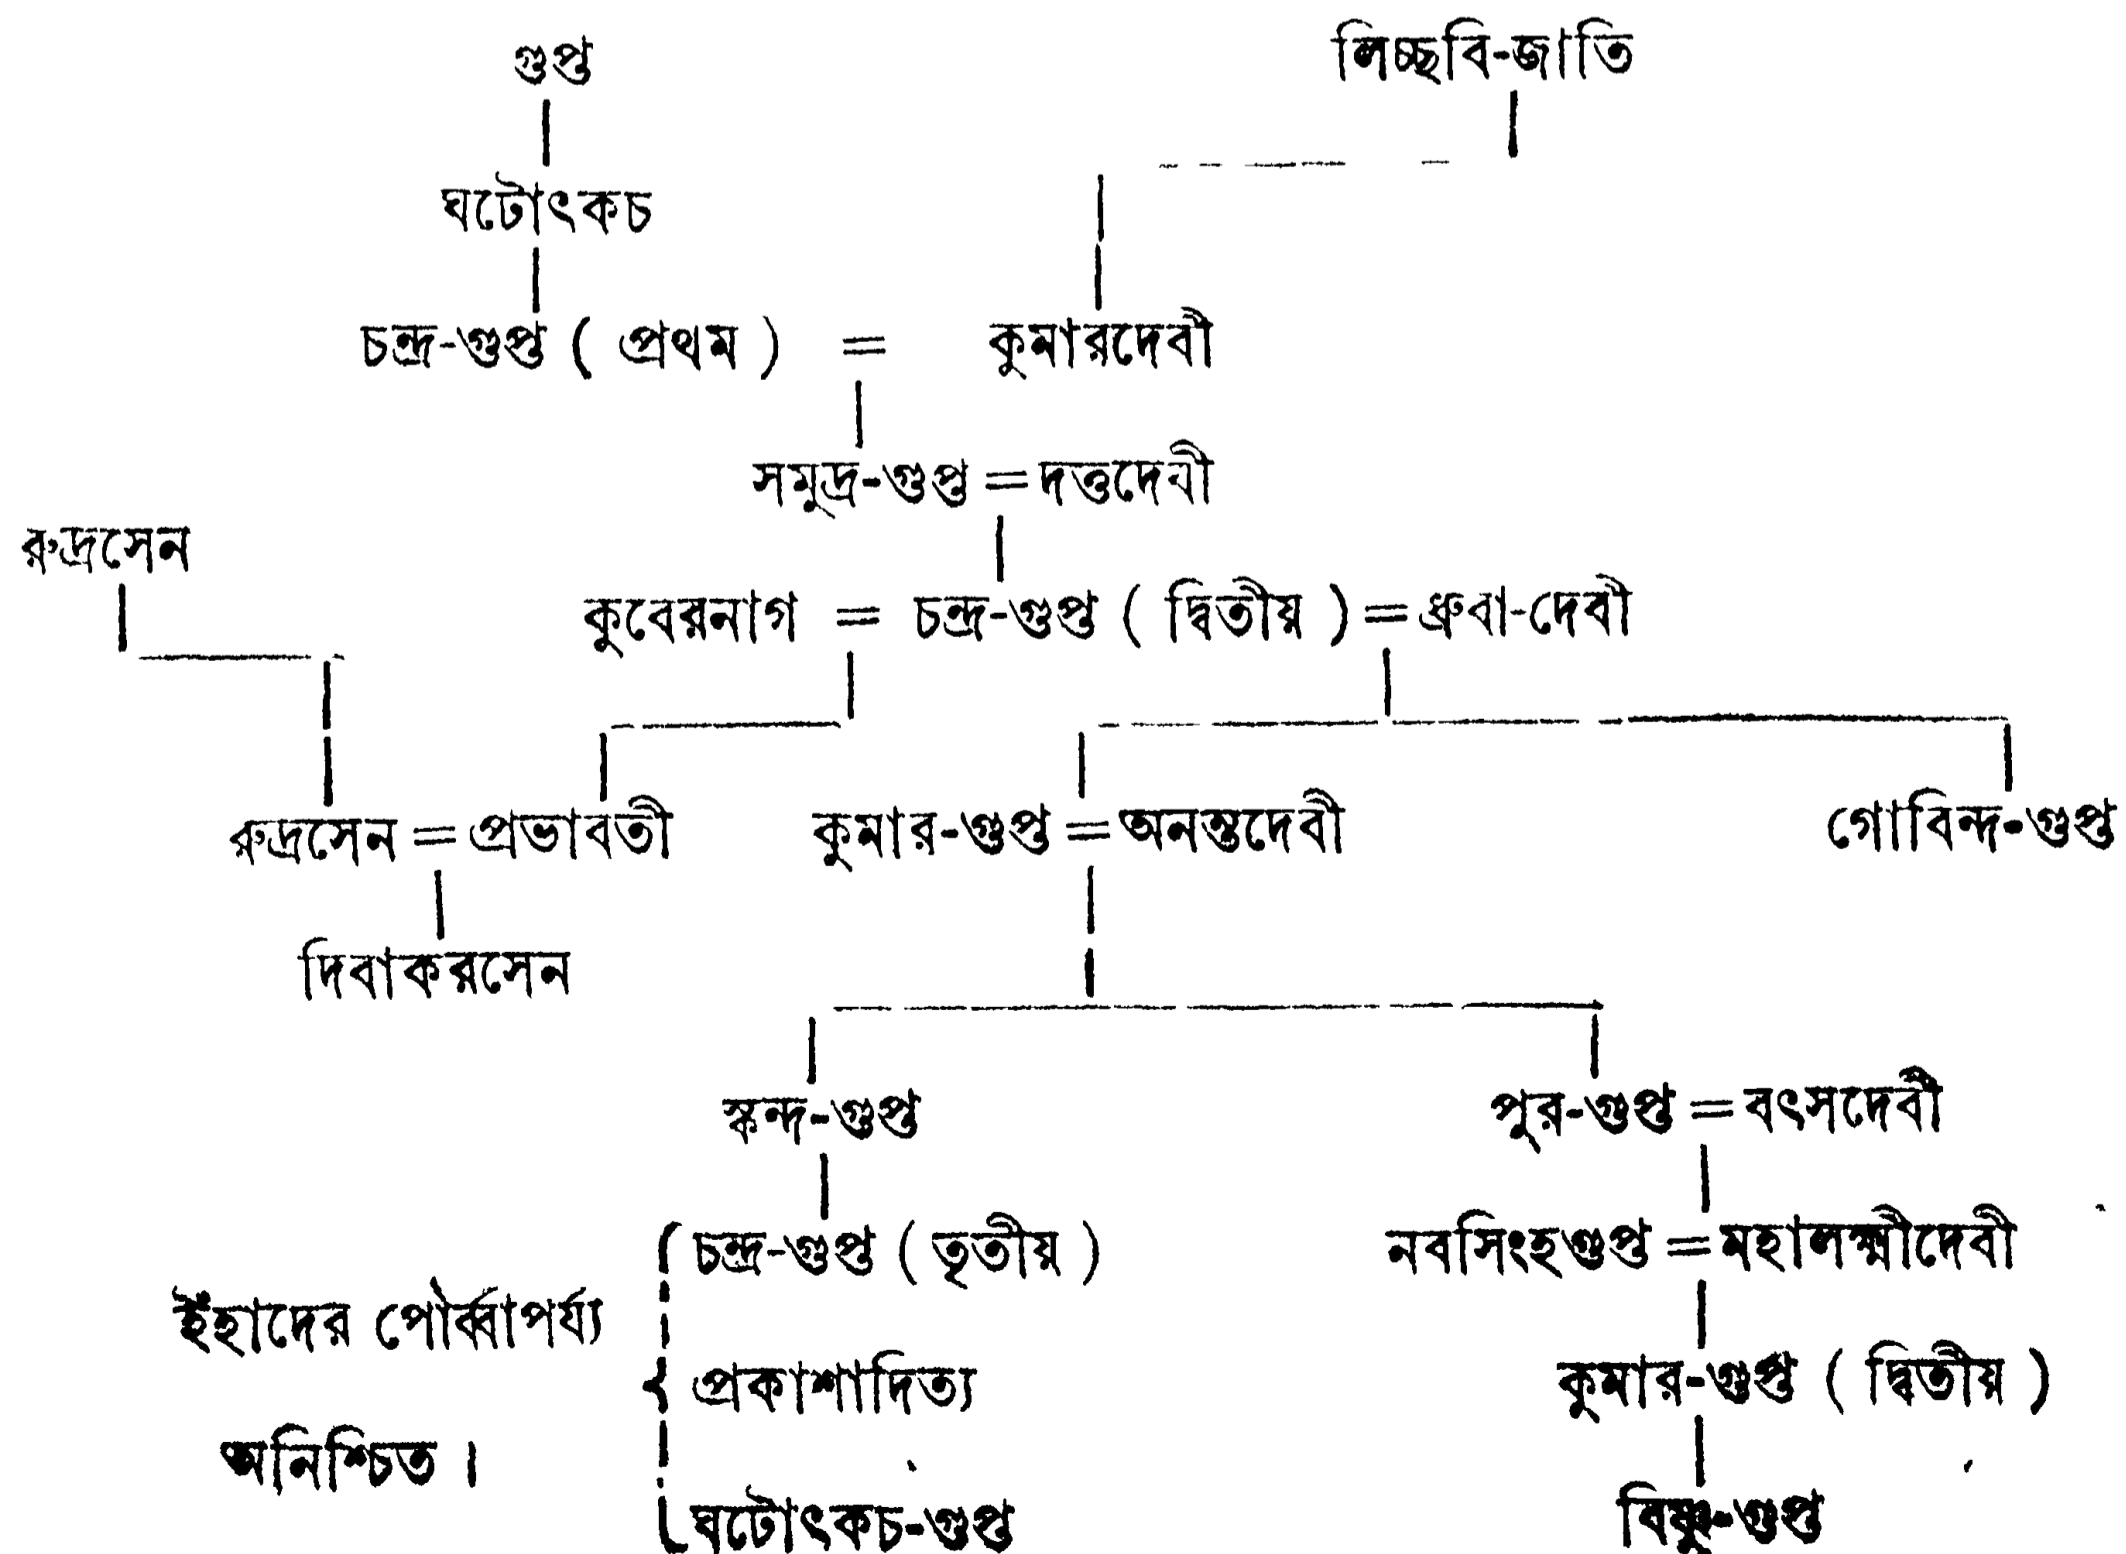 গুপ্ত লিচ্ছবি-জাতি
ঘটোৎকচ
চন্দ্র-গুপ্ত ( প্রথম ) = কুমারদেবী
সমুদ্র-গুপ্ত = দত্তদেবী
রুদ্রসেন
কুবেরনাগ = চন্দ্র-গুপ্ত ( দ্বিতীয় ) = ধ্রুবা-দেবী
রুদ্রসেন = প্রভাবতী কুমার-গুপ্ত = অনন্তদেবী গোবিন্দ-গুপ্ত
দিবাকরসেন
স্কন্দ-গুপ্ত পুর-গুপ্ত = বৎসদেবী
চন্দ্র-গুপ্ত ( তৃতীয় ) নবসিংহগুপ্ত = মহালক্ষ্মীদেবী
ইঁহাদের পৌর্ব্বাপর্য্য
প্রকাশাদিত্য কুমার-গুপ্ত ( দ্বিতীয় )
অনিশ্চিত ।
ঘটোৎকচ-গুপ্ত বিষ্ণু-গুপ্ত